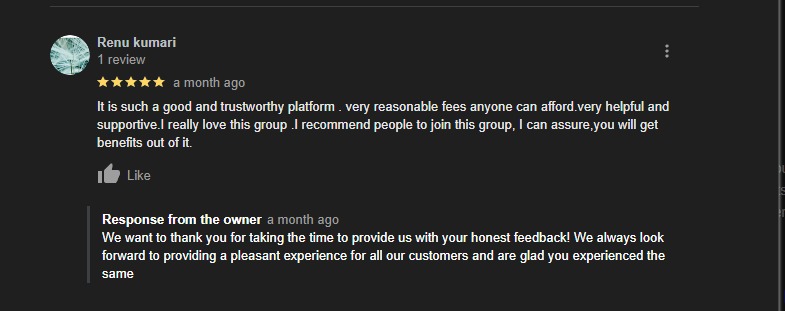 Renu kumari
1 review
a month ago
It is such a good and trustworthy platform . very reasonable fees anyone can afford.very helpful and
supportive.I really love this group .I recommend people to join this group, I can assure,you will get
benefits out of it.
Like
Response from the owner a month ago
We want to thank you for taking the time to provide us with your honest feedback! We always look
forward to providing a pleasant experience for all our customers and are glad you experienced the
same